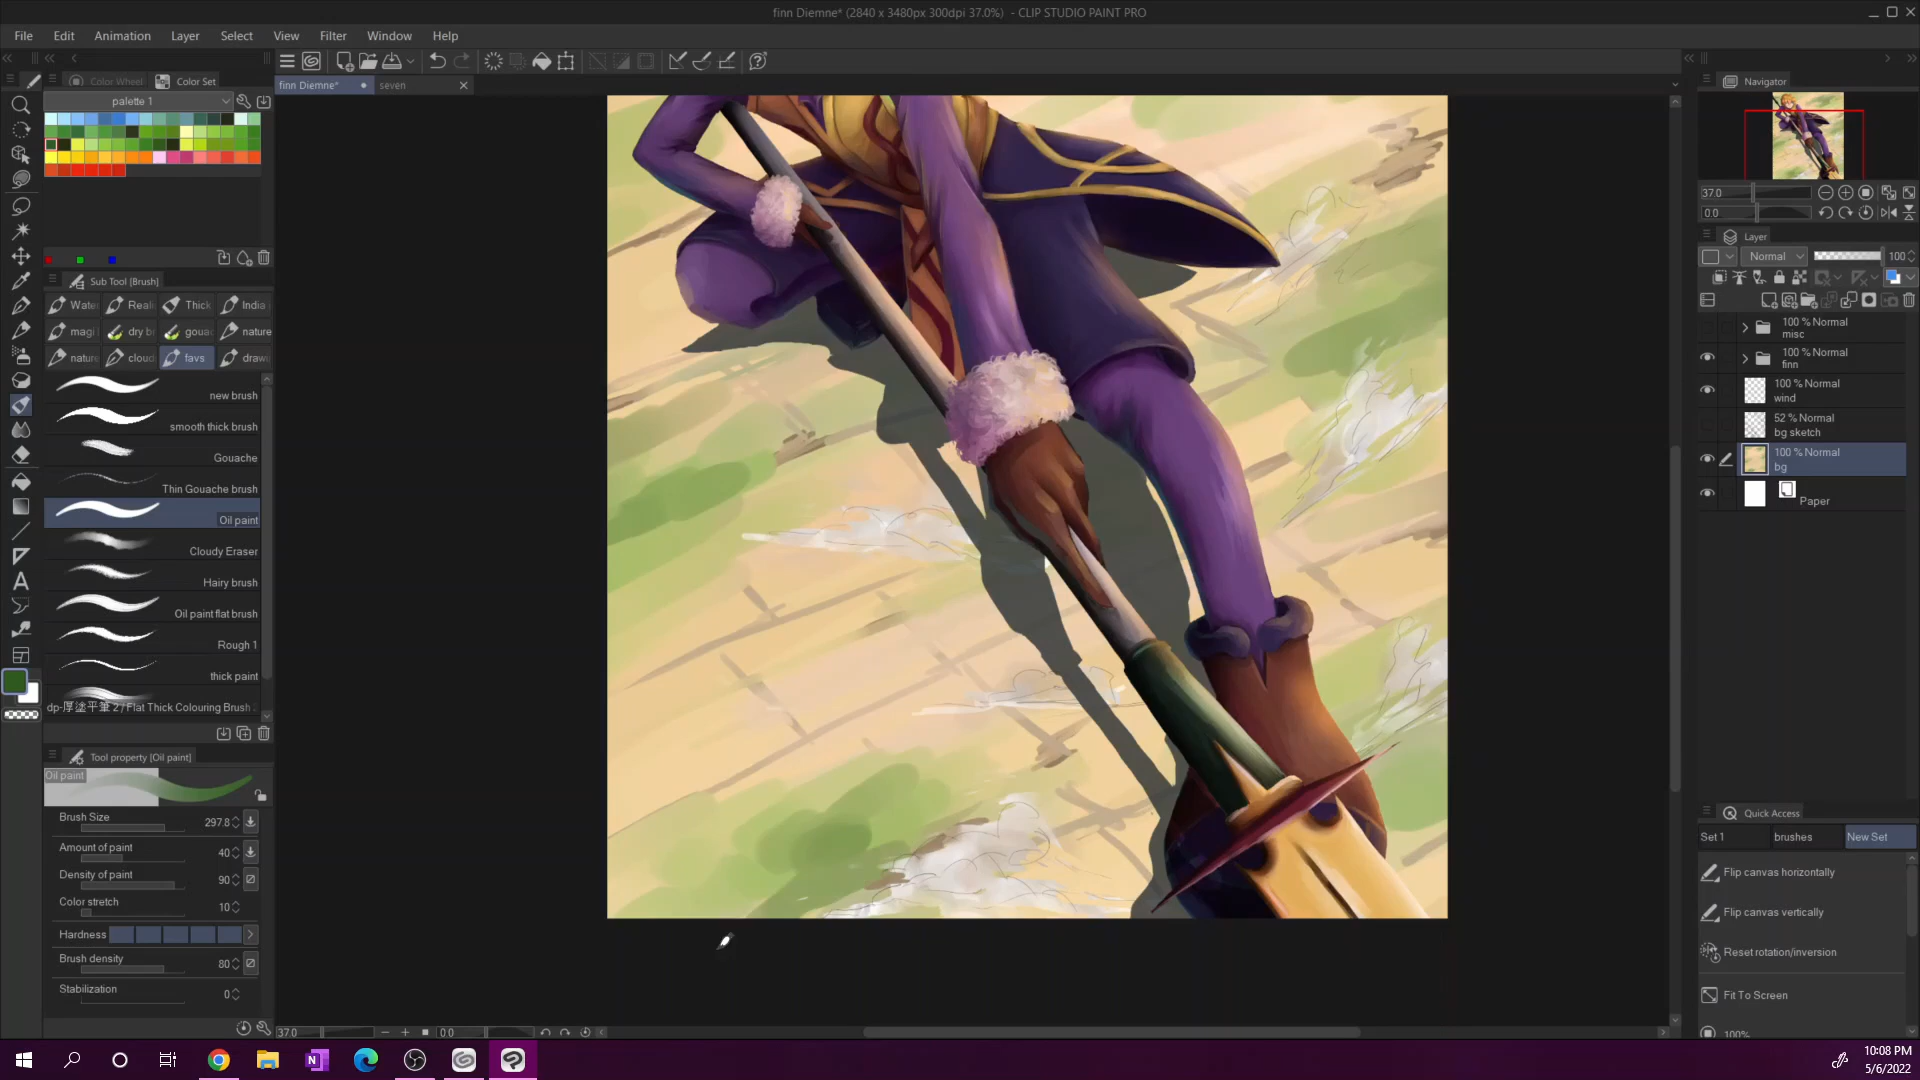 finn Diemne* (2840 x 3480px 300dpi 37.0%) - CLIP STUDIO PAINT PRO
File Edit Animation Layer Select View Filter Window Help
Color Wheel Color Set
finn Diemne* seven
Navigator
palette 1
37.0
0.0
Layer
Normal 100
Sub Tool [Brush]
Water Reali Thick India
magi dry b goua nature
nature cloud favs draw
100 % Normal
misc
100 % Normal
finn
100 % Normal
wind
52 % Normal
bg sketch
100 % Normal
bg
Paper
new brush
smooth thick brush
Gouache
Thin Gouache brush
Oil paint
Cloudy Eraser
Hairy brush
Oil paint flat brush
Rough 1
thick paint
dp-厚塗平筆 2 / Flat Thick Colouring Brush 2
Tool property [Oil paint]
Oil paint
Brush Size 297.8
Amount of paint 40
Density of paint 90
Color stretch 10
Hardness
Brush density 80
Stabilization 0
Quick Access
Set 1 brushes New Set
Flip canvas horizontally
Flip canvas vertically
Reset rotation/inversion
Fit To Screen
100%
37.0 0.0
10:08 PM
5/6/2022